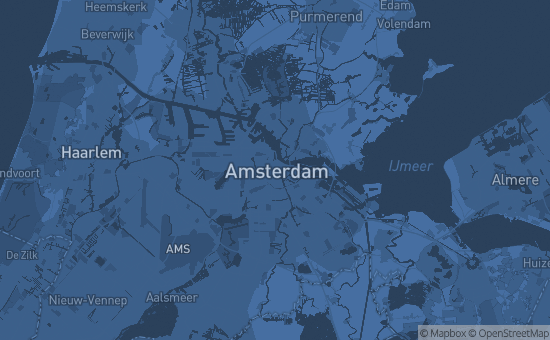 Heemskerk
Edam
Purmerend
Volendam
Beverwijk
Haarlem
IJmeer
Amsterdam
ndvoort
Almere
AMS
De Zilk
Huize
Nieuw-Vennep
Aalsmeer
© Mapbox © OpenStreetMap